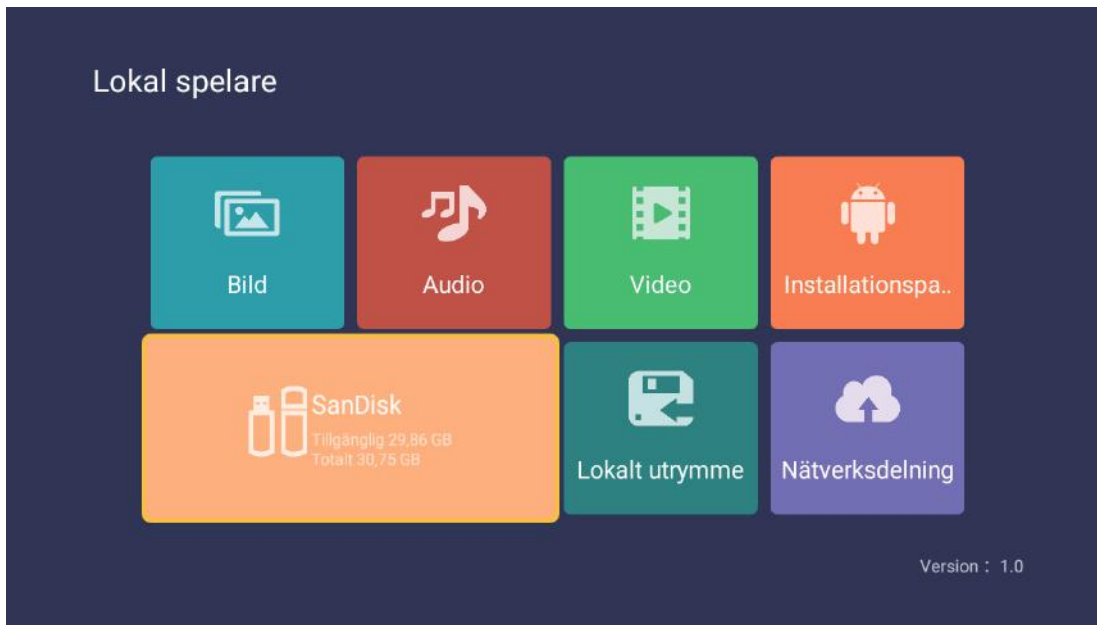 Lokal spelare
Bild
Audio
Video
Installationspa..
SanDisk
Tillgänglig 29,86 GB
Totalt 30,75 GB
Lokalt utrymme
Nätverksdelning
Version： 1.0